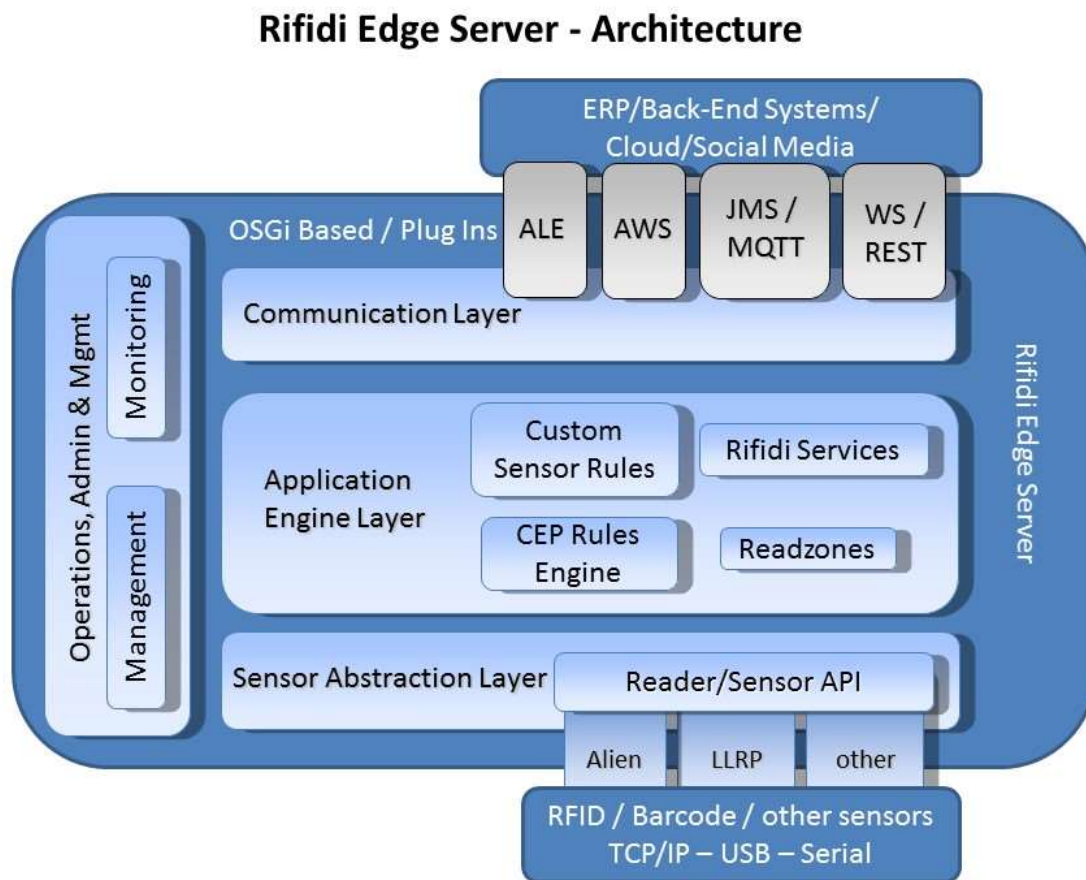 Rifidi Edge Server - Architecture
ERP/Back-End Systems/
Cloud/Social Media
OSGi Based / Plug Ins
ALE
AWS
JMS /
MQTT
WS /
REST
Communication Layer
Operations, Admin & Mgmt
Monitoring
Management
Application
Engine Layer
Custom
Sensor Rules
Rifidi Services
CEP Rules
Engine
Readzones
Rifidi Edge Server
Sensor Abstraction Layer
Reader/Sensor API
Alien
LLRP
other
RFID / Barcode / other sensors
TCP/IP – USB – Serial